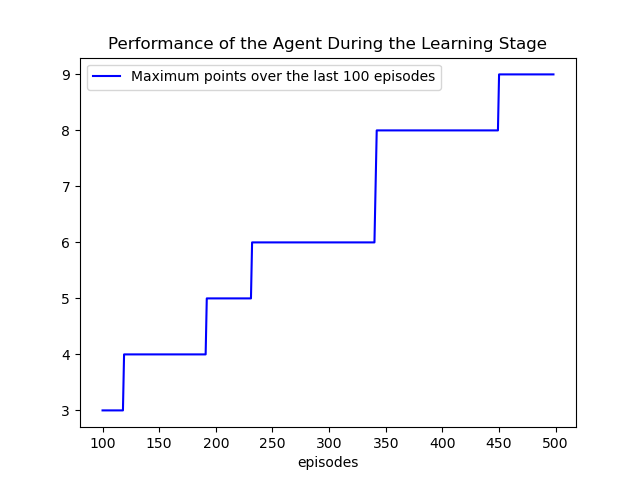 Performance of the Agent During the Learning Stage
Maximum points over the last 100 episodes
9
8
7
6
5
4
3
100 150 200 250 300 350 400 450 500
episodes